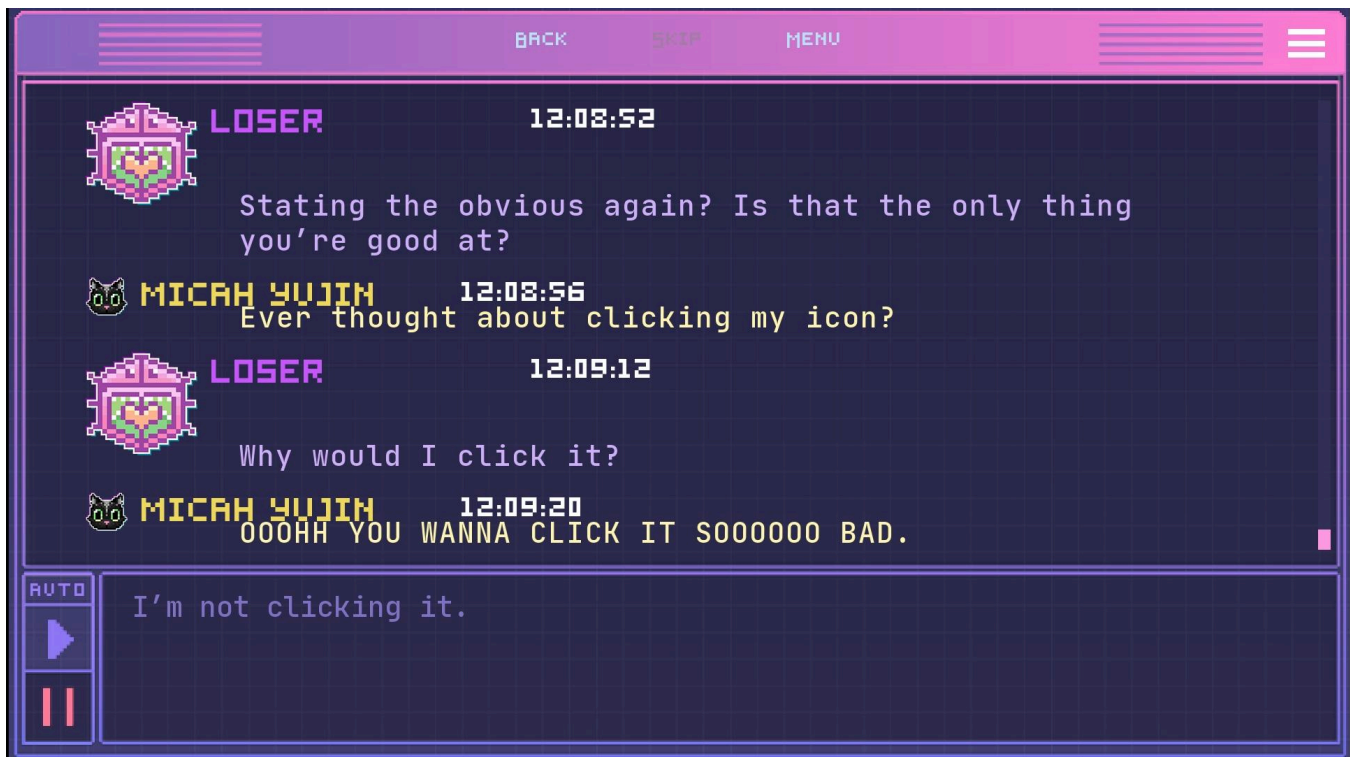 BACK SKIP MENU
LOSER 12:08:52
Stating the obvious again? Is that the only thing
you’re good at?
MICAH YUJIN 12:08:56
Ever thought about clicking my icon?
LOSER 12:09:12
Why would I click it?
MICAH YUJIN 12:09:20
OOOHH YOU WANNA CLICK IT SOOOOOO BAD.
AUTO
I’m not clicking it.